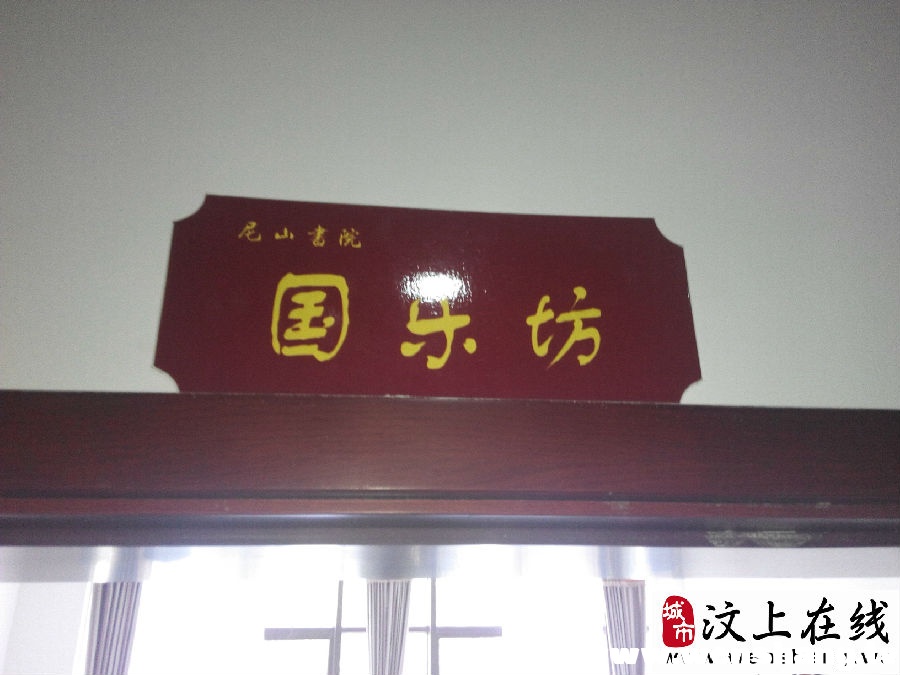 尼山书院
国乐坊
城市
汶上在线